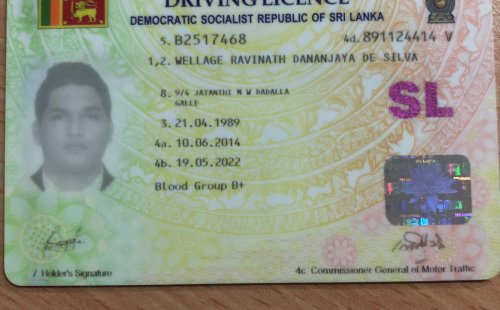 DRIVING LICENCE
DEMOCRATIC SOCIALIST REPUBLIC OF SRI LANKA
5. B2517468 4d. 891124414 V
1,2. WELLAGE RAVINATH DANANJAYA DE SILVA
8. 9/4 JAYANTHI M W DADALLA
GALLE
SL
3. 21.04.1989
4a. 10.06.2014
4b. 19.05.2022
Blood Group B+
7 Holder's Signature 4c Commissioner General of Motor Traffic